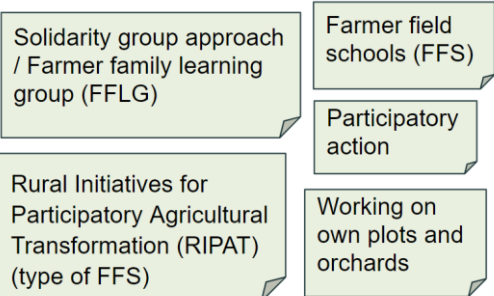 Solidarity group approach
/ Farmer family learning
group (FFLG)
Farmer field
schools (FFS)
Participatory
action
Rural Initiatives for
Participatory Agricultural
Transformation (RIPAT)
(type of FFS)
Working on
own plots and
orchards